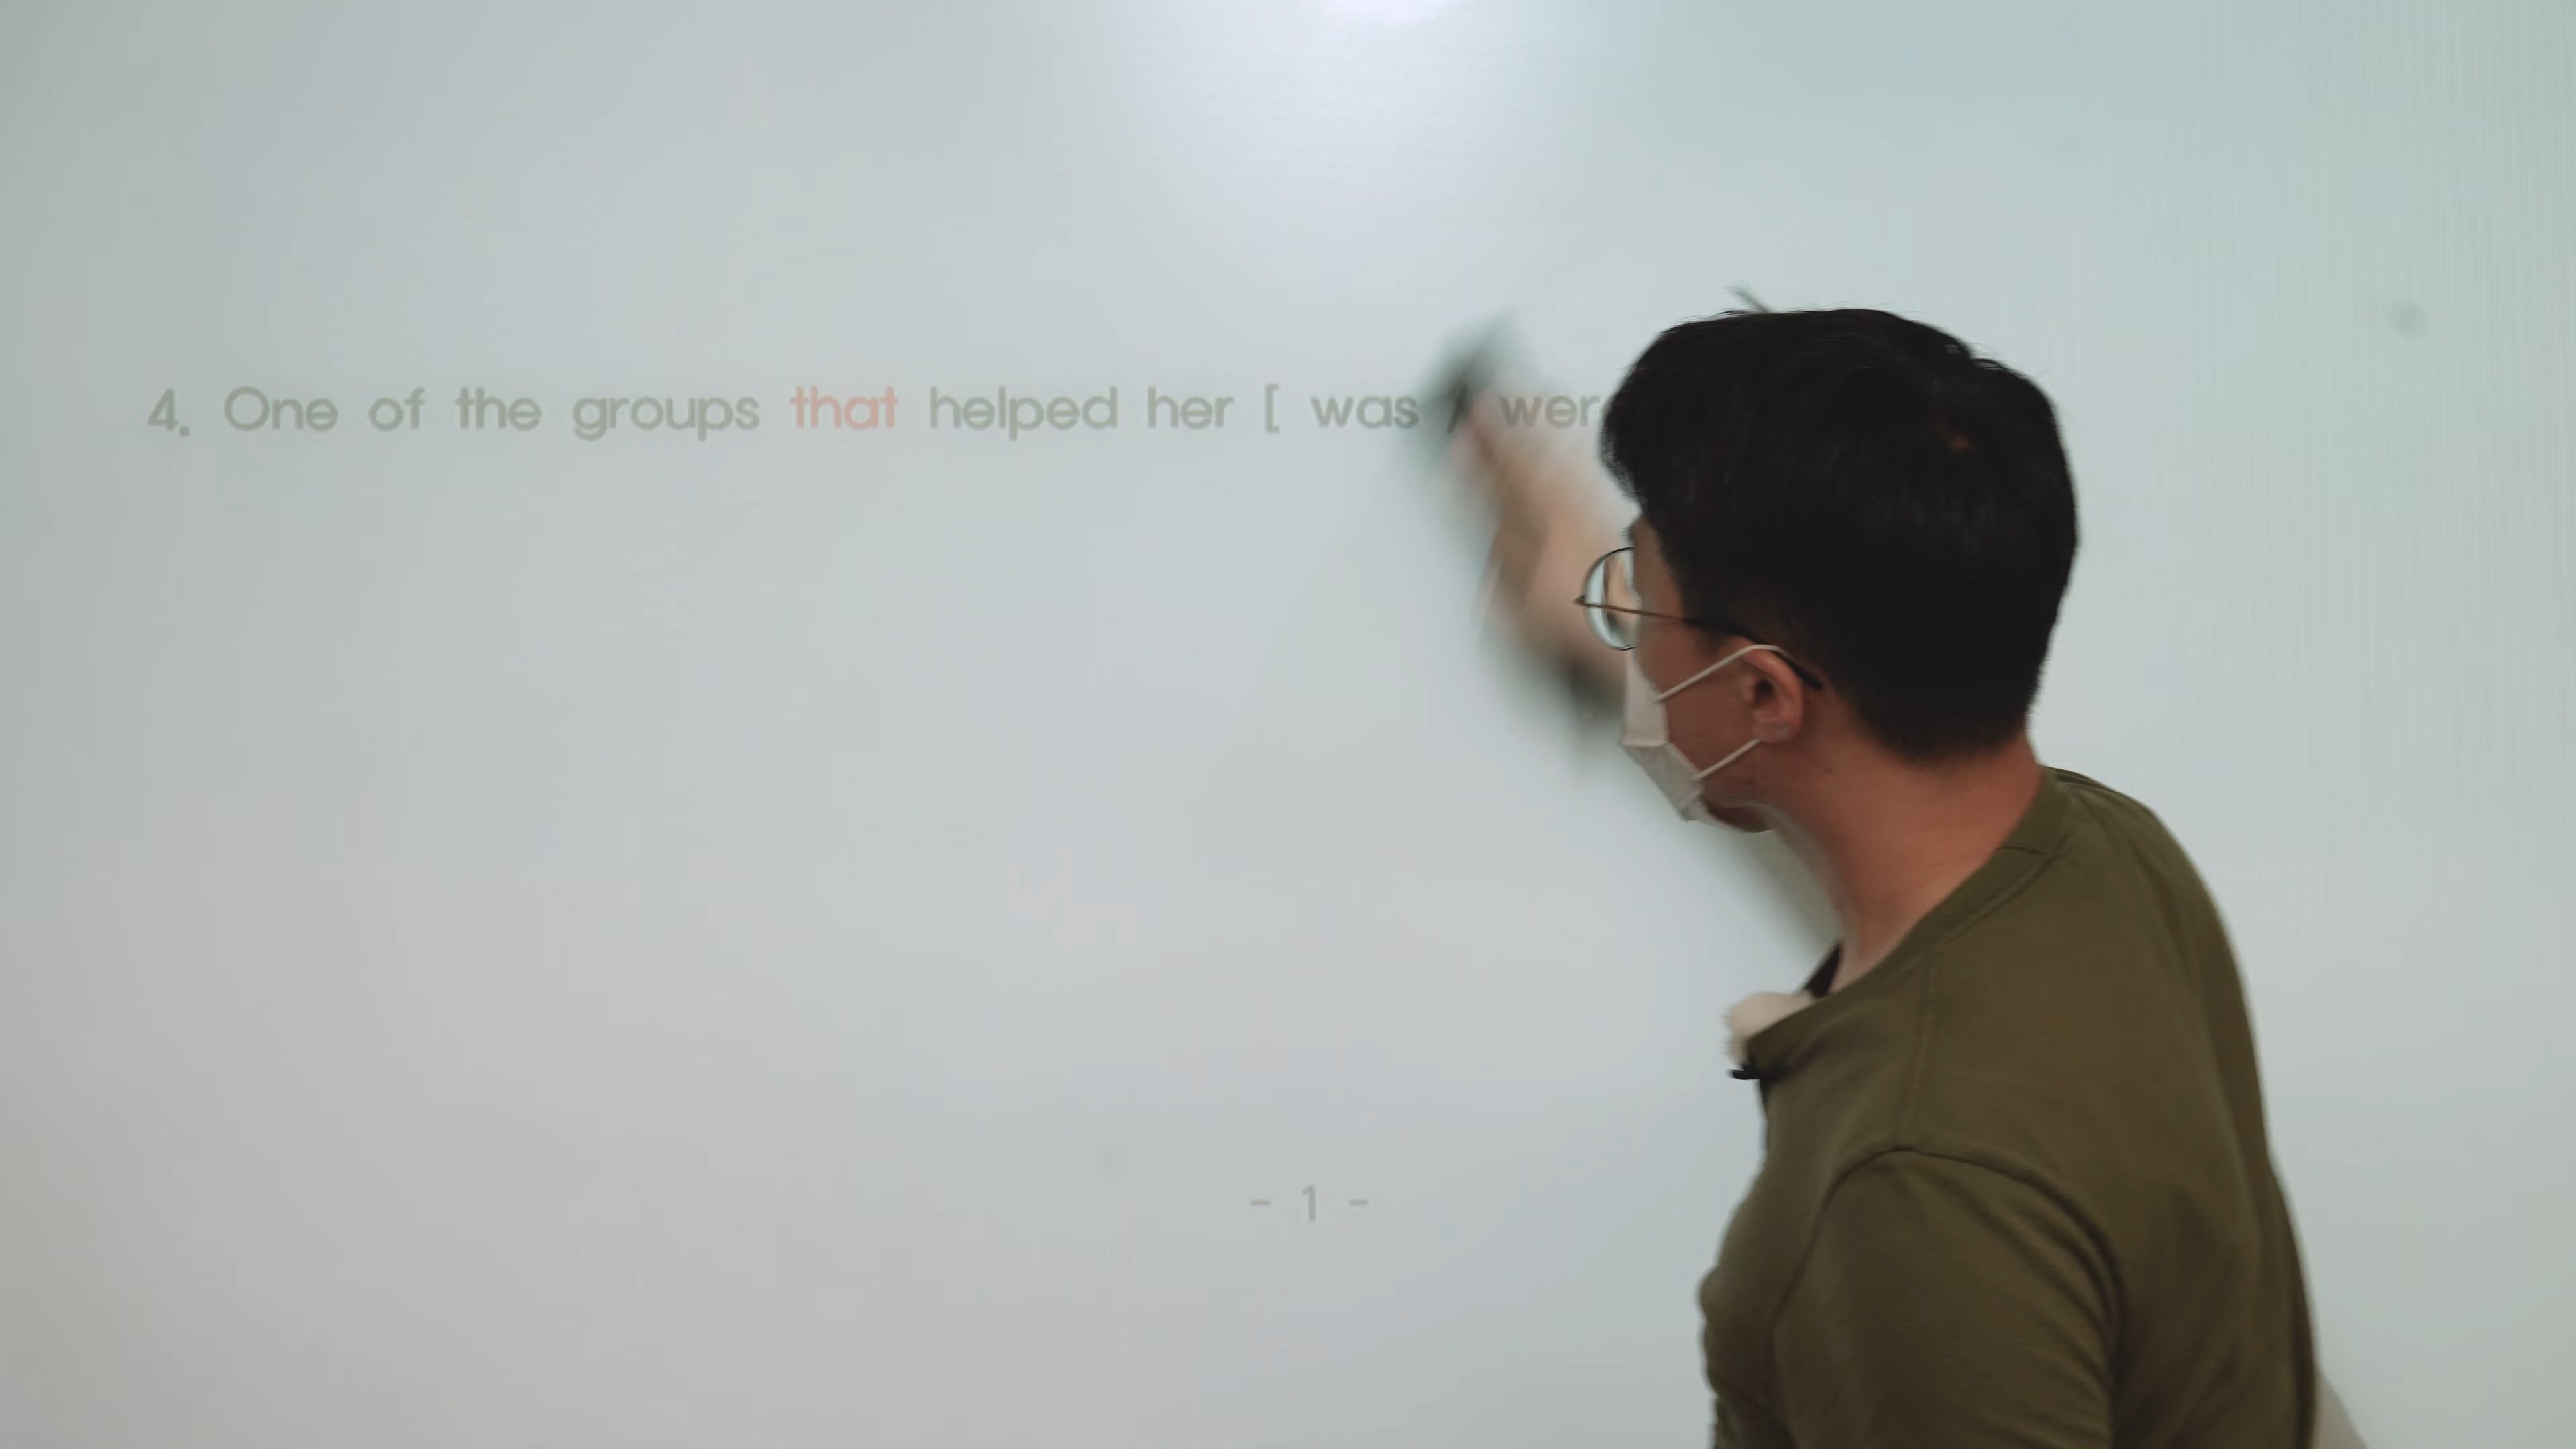 4. One of the groups that helped her [ was / wer
- 1 -